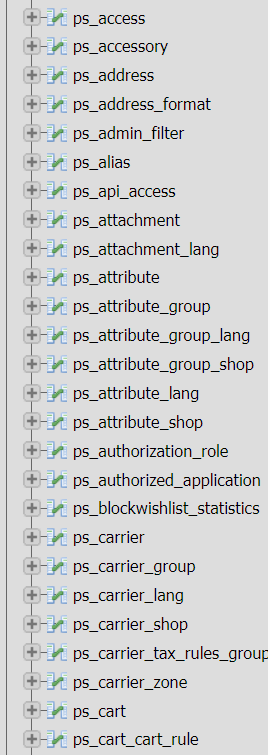 ps_access
ps_accessory
ps_address
ps_address_format
ps_admin_filter
ps_alias
ps_api_access
ps_attachment
ps_attachment_lang
ps_attribute
ps_attribute_group
ps_attribute_group_lang
ps_attribute_group_shop
ps_attribute_lang
ps_attribute_shop
ps_authorization_role
ps_authorized_application
ps_blockwishlist_statistics
ps_carrier
ps_carrier_group
ps_carrier_lang
ps_carrier_shop
ps_carrier_tax_rules_group
ps_carrier_zone
ps_cart
ps_cart_cart_rule